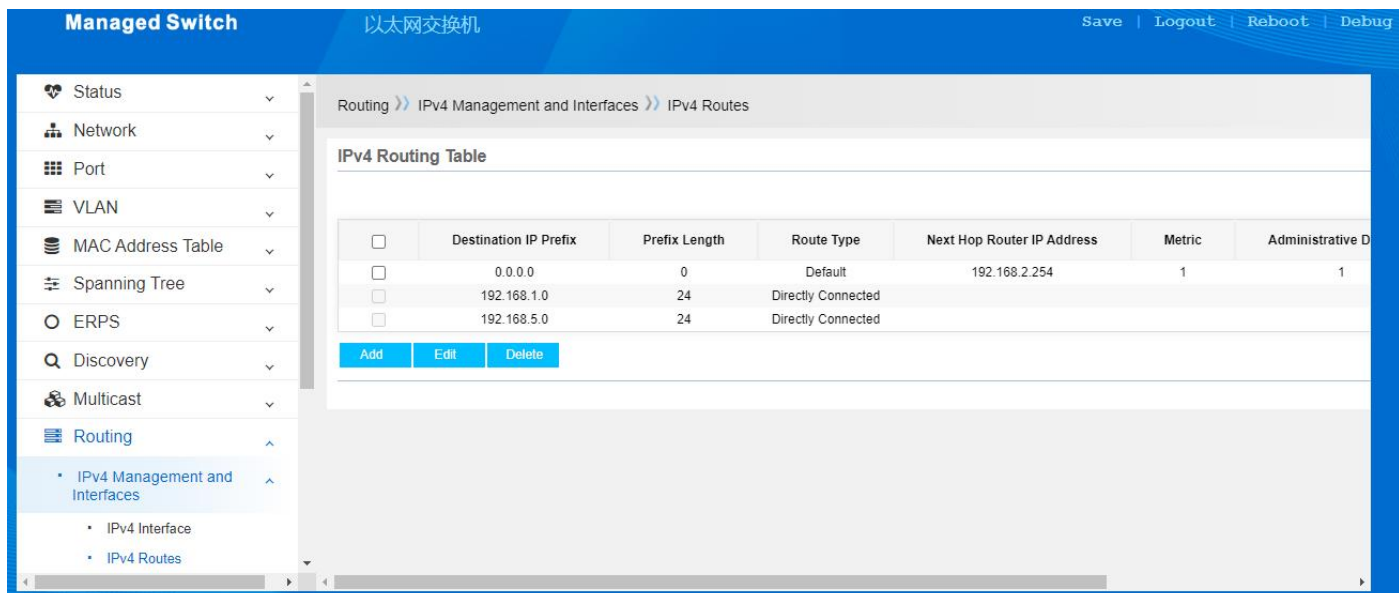 Managed Switch 以太网交换机 Save | Logout | Reboot | Debug
Status
Network
Port
VLAN
MAC Address Table
Spanning Tree
ERPS
Discovery
Multicast
Routing
IPv4 Management and
Interfaces
IPv4 Interface
IPv4 Routes
Routing 》 IPv4 Management and Interfaces 》 IPv4 Routes
IPv4 Routing Table
Destination IP Prefix Prefix Length Route Type Next Hop Router IP Address Metric Administrative D
0.0.0.0 0 Default 192.168.2.254 1 1
192.168.1.0 24 Directly Connected
192.168.5.0 24 Directly Connected
Add Edit Delete